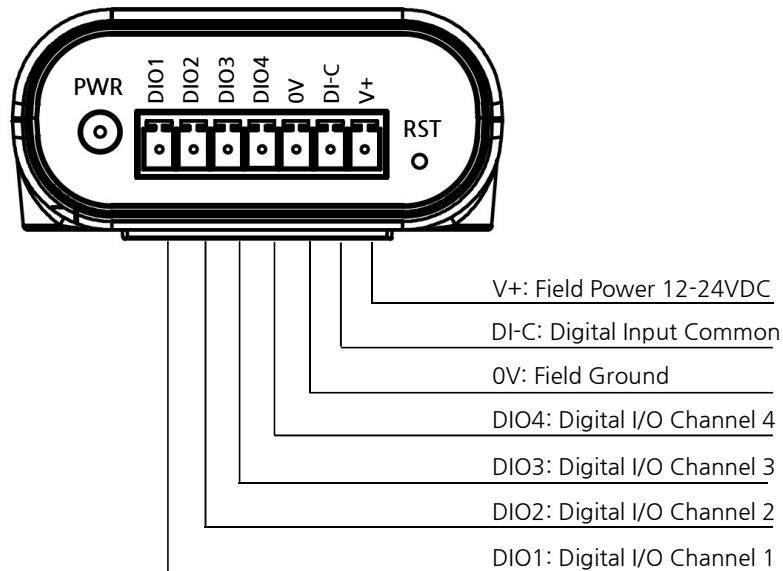 PWR
DIO1
DIO2
DIO3
DIO4
0V
DI-C
V+
RST
V+: Field Power 12-24VDC
DI-C: Digital Input Common
0V: Field Ground
DIO4: Digital I/O Channel 4
DIO3: Digital I/O Channel 3
DIO2: Digital I/O Channel 2
DIO1: Digital I/O Channel 1